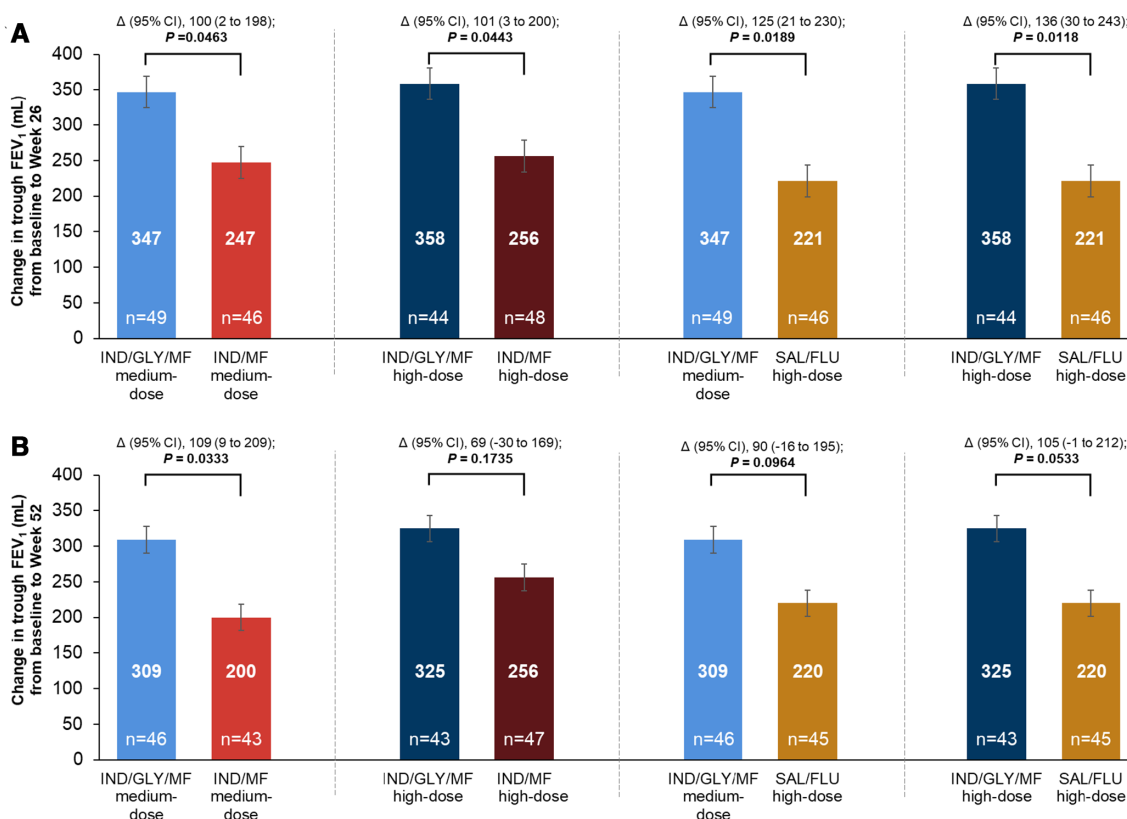 A
Δ (95% CI), 100 (2 to 198);
P =0.0463
Δ (95% CI), 101 (3 to 200);
P = 0.0443
Δ (95% CI), 125 (21 to 230);
P = 0.0189
Δ (95% CI), 136 (30 to 243);
P = 0.0118
Change in trough FEV1 (mL)
from baseline to Week 26
400
350
300
250
200
150
100
50
0
347
247
358
256
347
221
358
221
n=49
n=46
n=44
n=48
n=49
n=46
n=44
n=46
IND/GLY/MF
medium-
dose
IND/MF
medium-
dose
IND/GLY/MF
high-dose
IND/MF
high-dose
IND/GLY/MF
medium-
dose
SAL/FLU
high-dose
IND/GLY/MF
high-dose
SAL/FLU
high-dose
B
Δ (95% CI), 109 (9 to 209);
P = 0.0333
Δ (95% CI), 69 (-30 to 169);
P = 0.1735
Δ (95% CI), 90 (-16 to 195);
P = 0.0964
Δ (95% CI), 105 (-1 to 212);
P = 0.0533
Change in trough FEV1 (mL)
from baseline to Week 52
400
350
300
250
200
150
100
50
0
309
200
325
256
309
220
325
220
n=46
n=43
n=43
n=47
n=46
n=45
n=43
n=45
IND/GLY/MF
medium-
dose
IND/MF
medium-
dose
IND/GLY/MF
high-dose
IND/MF
high-dose
IND/GLY/MF
medium-
dose
SAL/FLU
high-dose
IND/GLY/MF
high-dose
SAL/FLU
high-dose